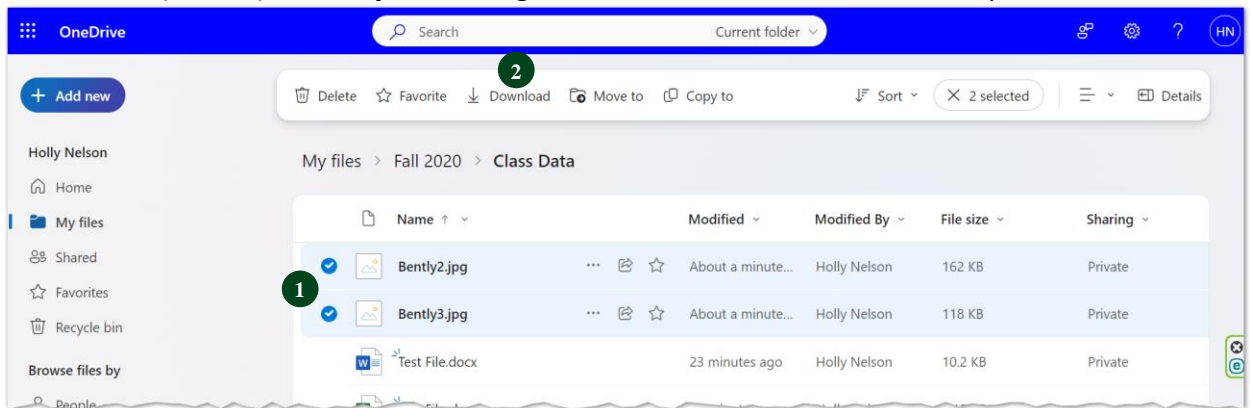 OneDrive Search Current folder HN
2
+ Add new Delete Favorite Download Move to Copy to Sort 2 selected Details
Holly Nelson
My files > Fall 2020 > Class Data
Home
My files
Name Modified Modified By File size Sharing
Shared
Bently2.jpg ... About a minute... Holly Nelson 162 KB Private
Favorites
1
Bently3.jpg ... About a minute... Holly Nelson 118 KB Private
Recycle bin
Test File.docx 23 minutes ago Holly Nelson 10.2 KB Private
Browse files by
People